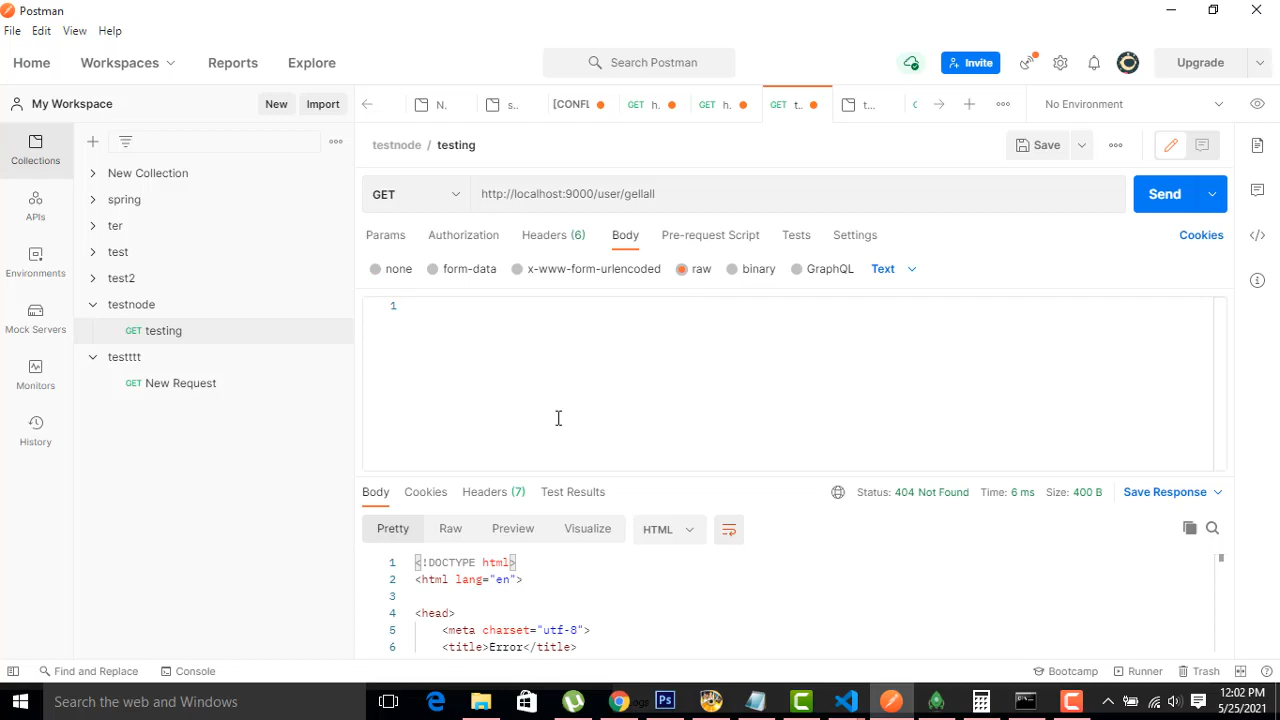 Postman
File Edit View Help
Home Workspaces Reports Explore Search Postman Invite Upgrade
My Workspace New Import N. s.. [CONFL GET h. GET h. GET t.. t... No Environment
Collections
APIs
Environments
Mock Servers
Monitors
History
New Collection
spring
ter
test
test2
testnode
GET testing
testttt
GET New Request
testnode / testing Save
GET http://localhost:9000/user/gellall Send
Params Authorization Headers (6) Body Pre-request Script Tests Settings Cookies
none form-data x-www-form-urlencoded raw binary GraphQL Text
1
Body Cookies Headers (7) Test Results Status: 404 Not Found Time: 6 ms Size: 400 B Save Response
Pretty Raw Preview Visualize HTML
1 <!DOCTYPE html>
2 <html lang="en">
3
4 <head>
5 <meta charset="utf-8">
6 <title>Error</title>
Find and Replace Console Bootcamp Runner Trash
Search the web and Windows
12:02 PM
5/25/2021